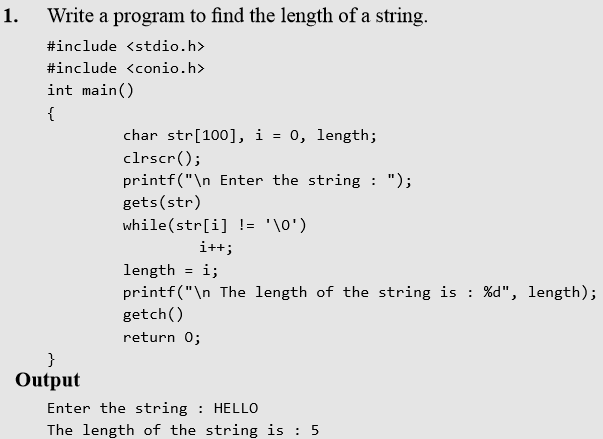 1. Write a program to find the length of a string.
#include <stdio.h>
#include <conio.h>
int main()
{
char str[100], i = 0, length;
clrscr();
printf("\n Enter the string : ");
gets(str)
while(str[i] != '\0')
i++;
length = i;
printf("\n The length of the string is : %d", length);
getch()
return 0;
}
Output
Enter the string : HELLO
The length of the string is : 5